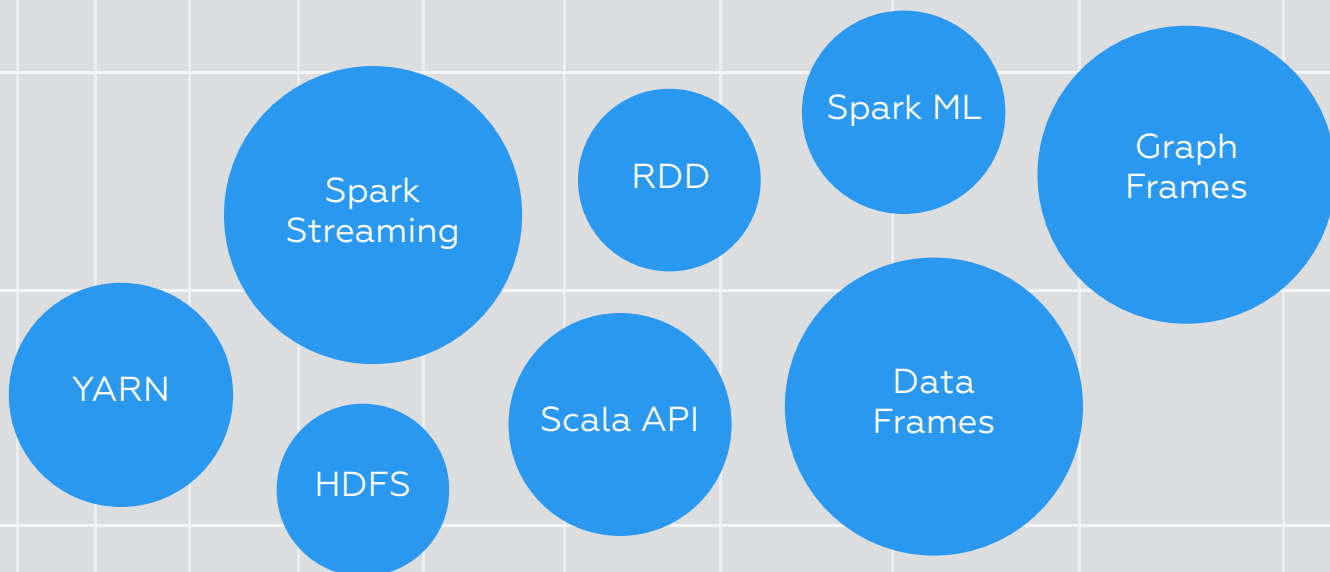 Spark ML
Graph
Frames
RDD
Spark
Streaming
YARN
Scala API
Data
Frames
HDFS